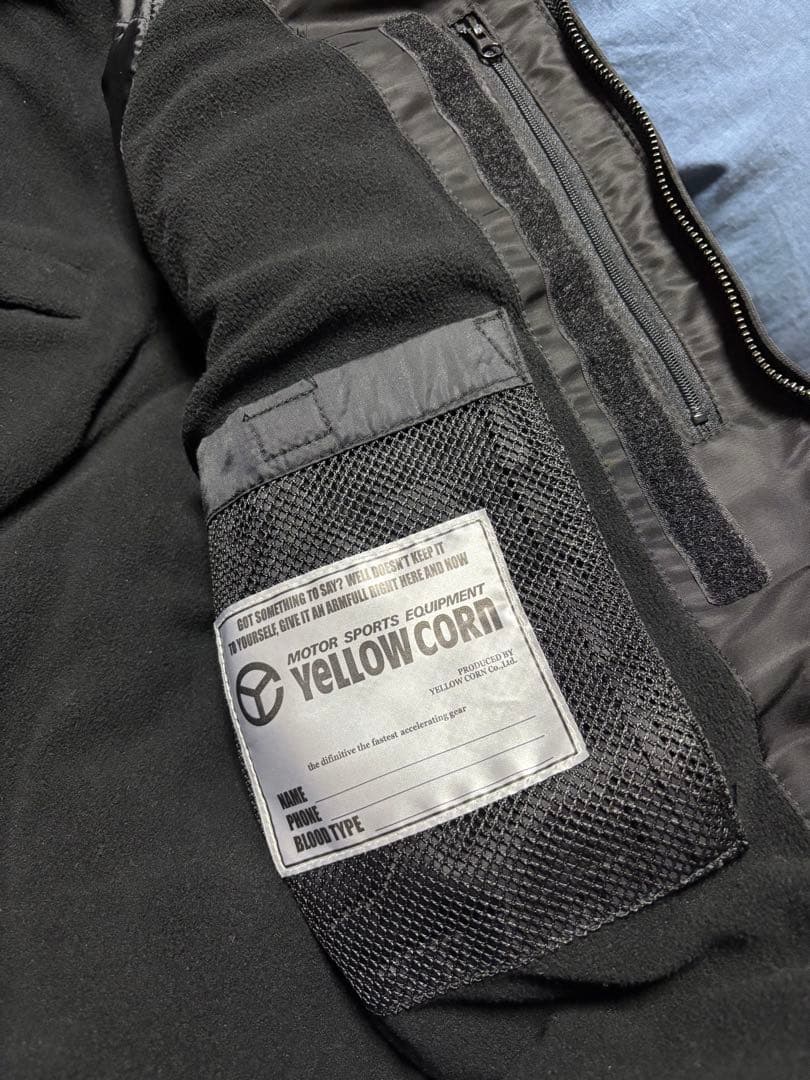 GOT SOMETHING TO SAY? WELL DOESN'T KEEP IT
TO YOURSELF, GIVE IT AN ARMFULL RIGHT HERE AND NOW
MOTOR SPORTS EQUIPMENT
YeLLOW CORn
PRODUCED BY
YELLOW CORN Co.,Ltd.
the difinitive the fastest accelerating gear
NAME
PHONE
BLOOD TYPE